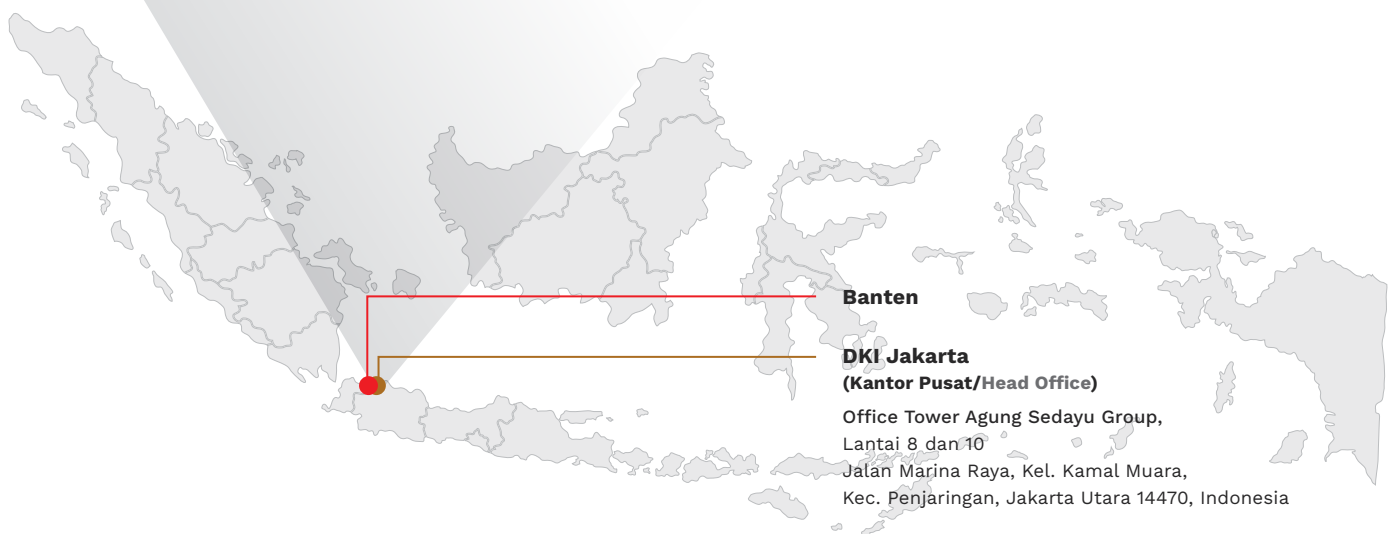 Banten
DKI Jakarta
(Kantor Pusat/Head Office)
Office Tower Agung Sedayu Group,
Lantai 8 dan 10
Jalan Marina Raya, Kel. Kamal Muara,
Kec. Penjaringan, Jakarta Utara 14470, Indonesia